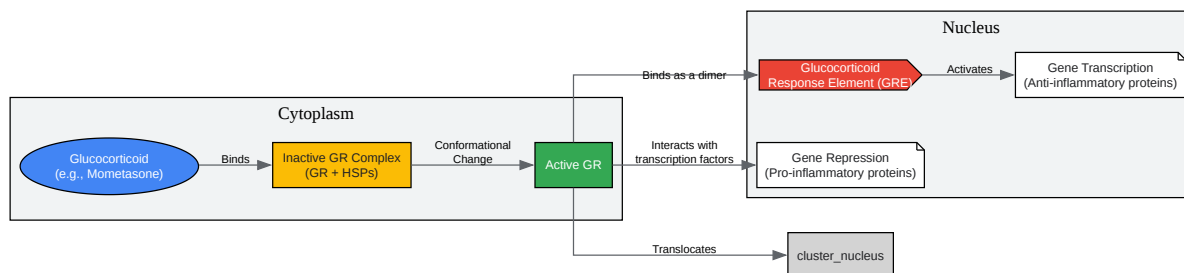 Nucleus
Glucocorticoid
Response Element (GRE)
Binds as a dimer
Activates
Gene Transcription
(Anti-inflammatory proteins)
Cytoplasm
Glucocorticoid
(e.g., Mometasone)
Binds
Inactive GR Complex
(GR + HSPs)
Conformational
Change
Active GR
Interacts with
transcription factors
Gene Repression
(Pro-inflammatory proteins)
Translocates
cluster_nucleus